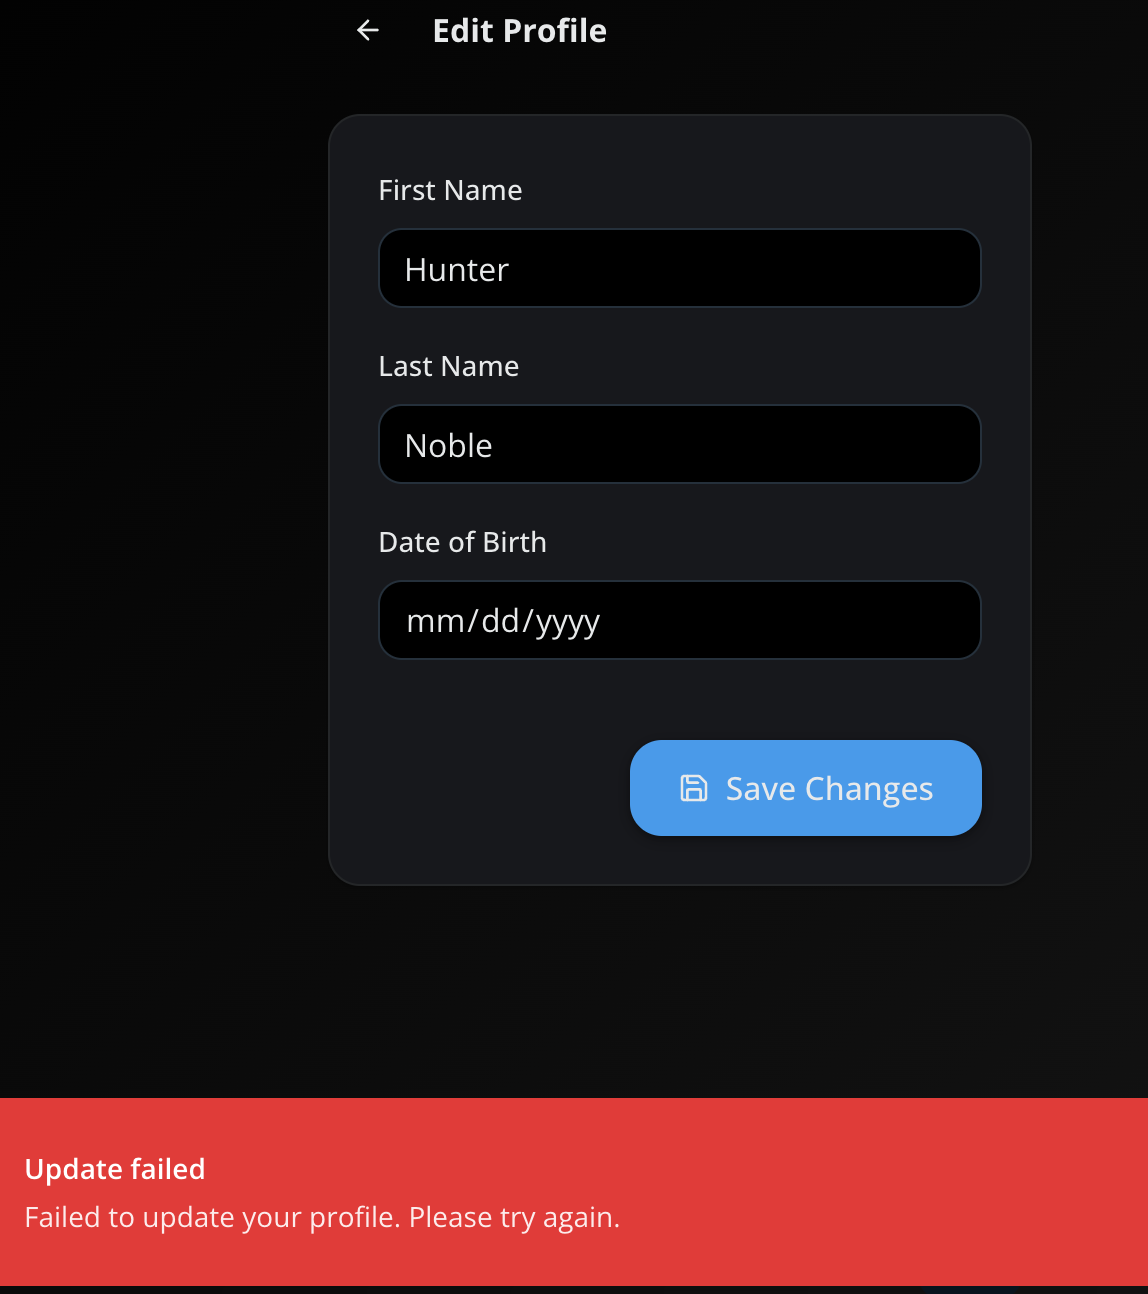 Edit Profile
First Name
Hunter
Last Name
Noble
Date of Birth
mm/dd/yyyy
Save Changes
Update failed
Failed to update your profile. Please try again.